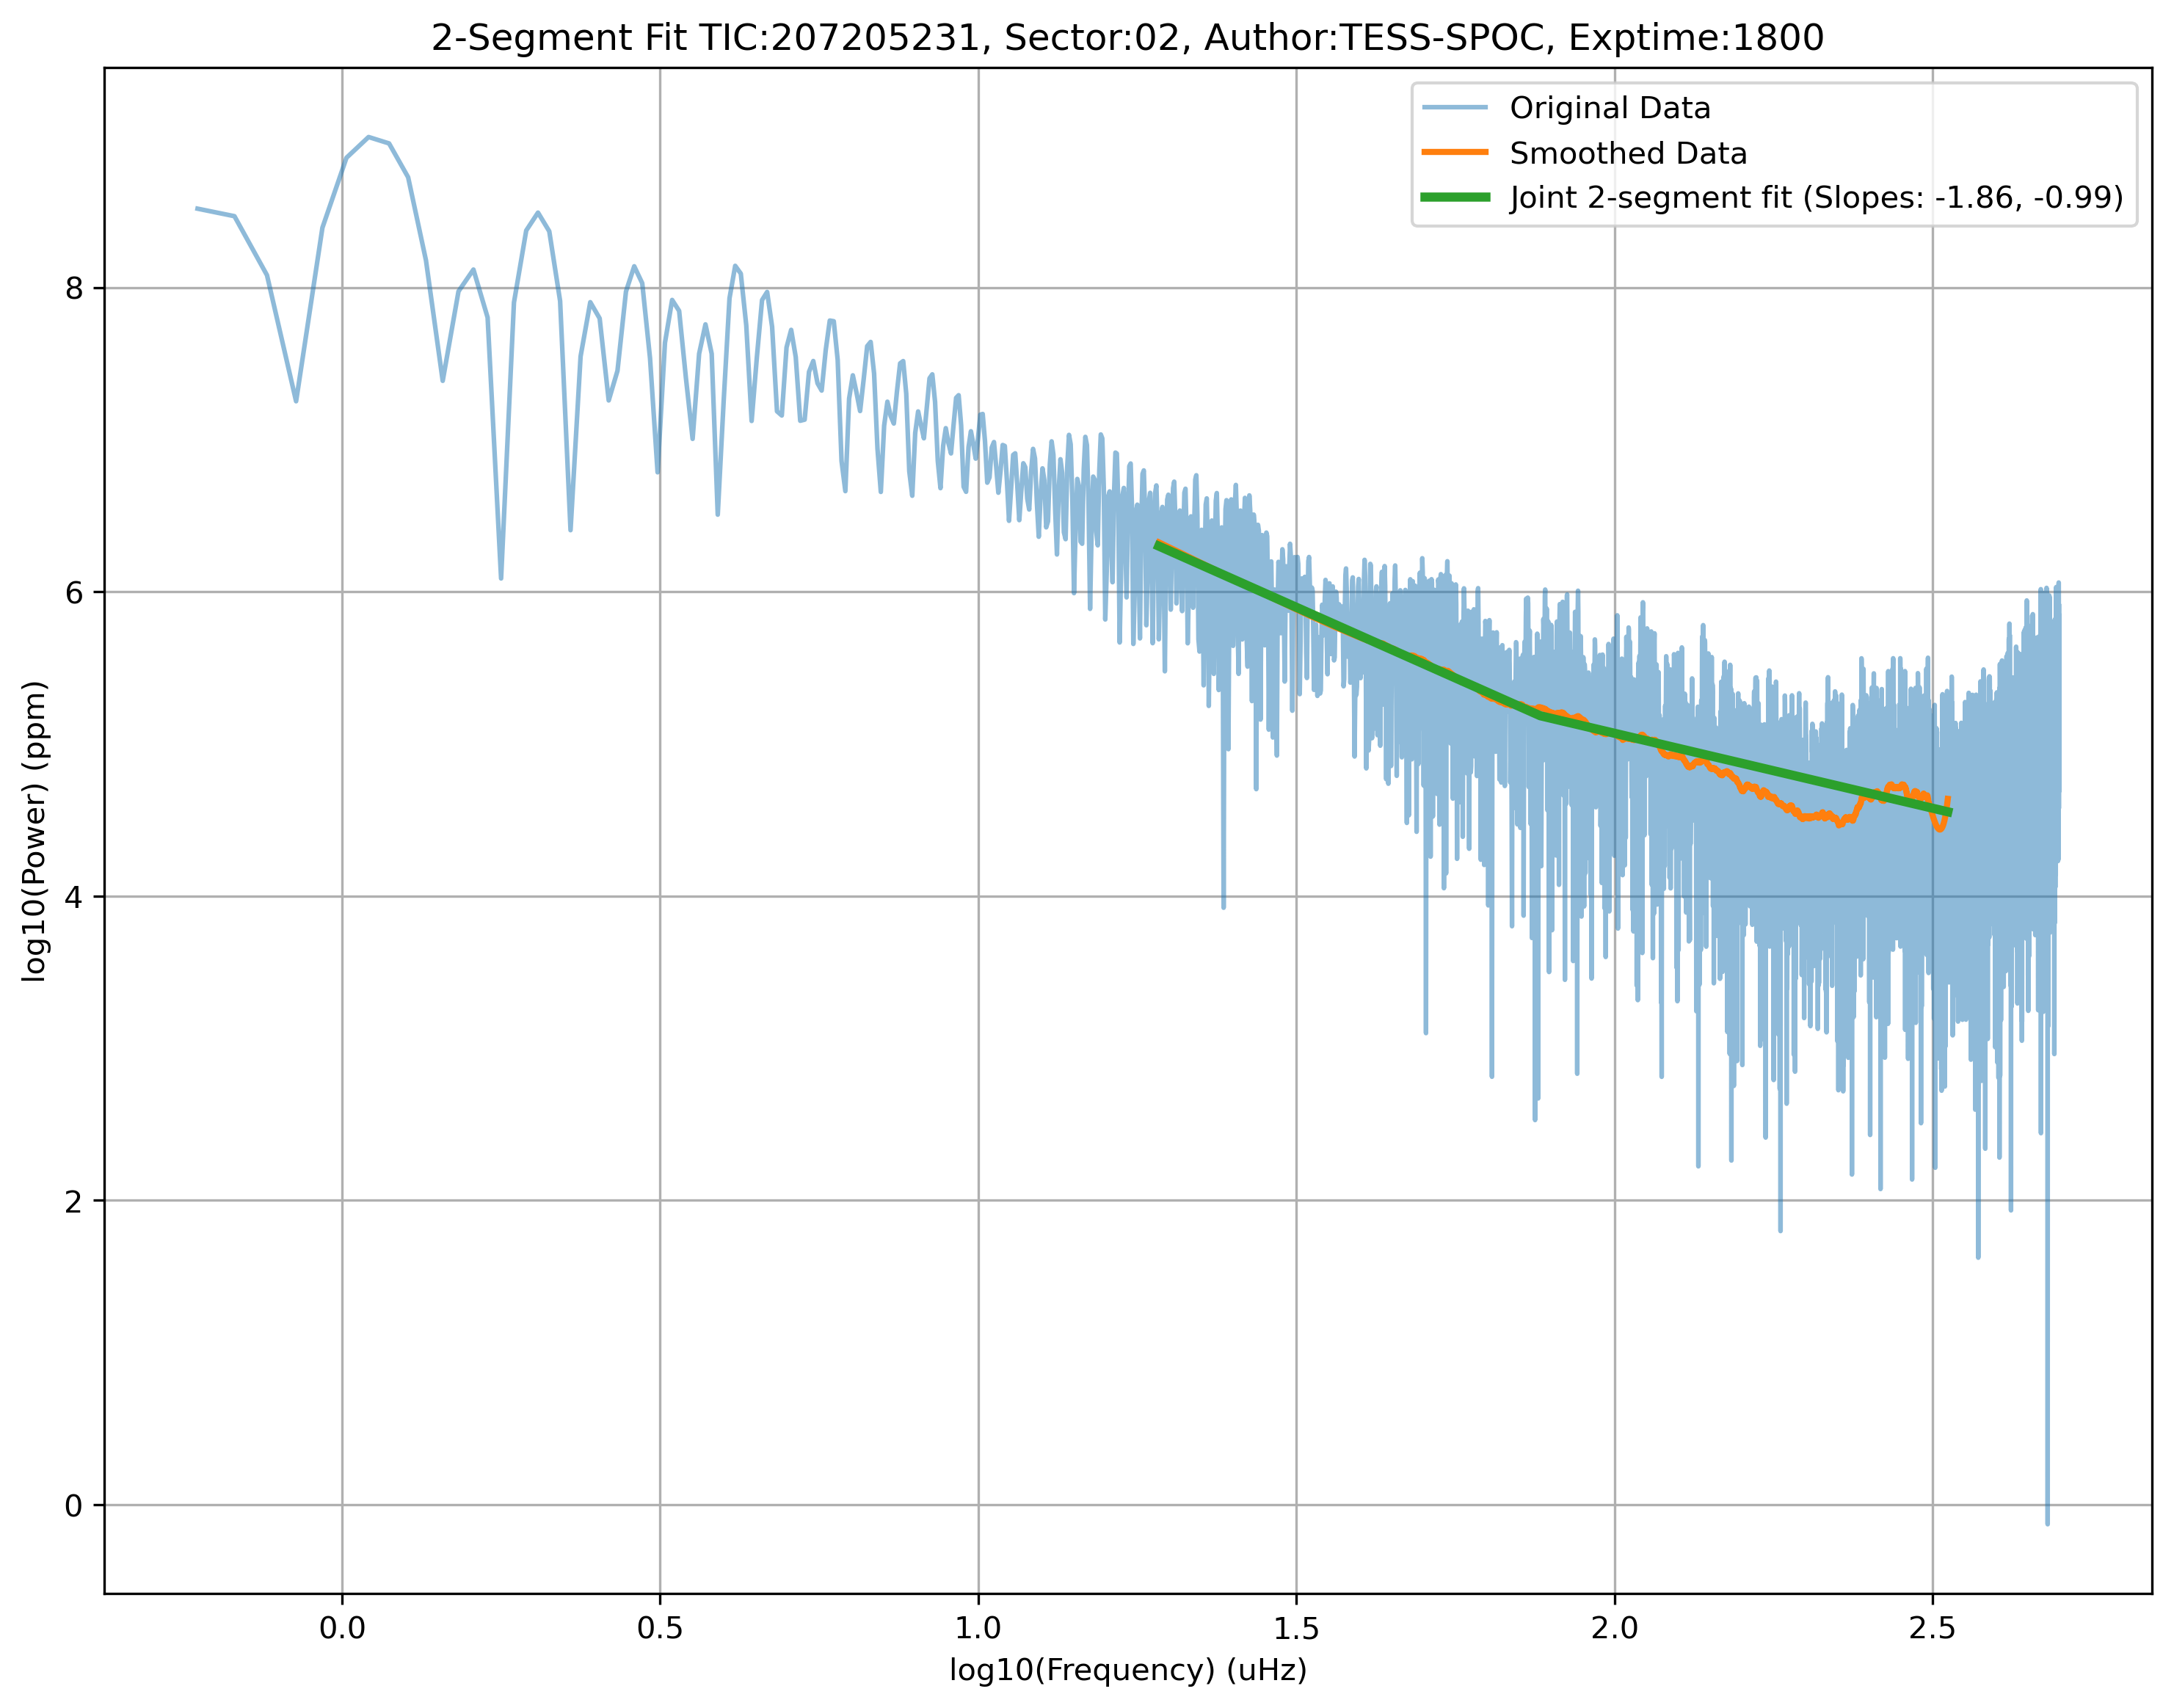 2-Segment Fit TIC:207205231, Sector:02, Author:TESS-SPOC, Exptime:1800
Original Data
Smoothed Data
Joint 2-segment fit (Slopes: -1.86, -0.99)
log10(Power) (ppm)
8
6
4
2
0
0.0 0.5 1.0 1.5 2.0 2.5
log10(Frequency) (uHz)